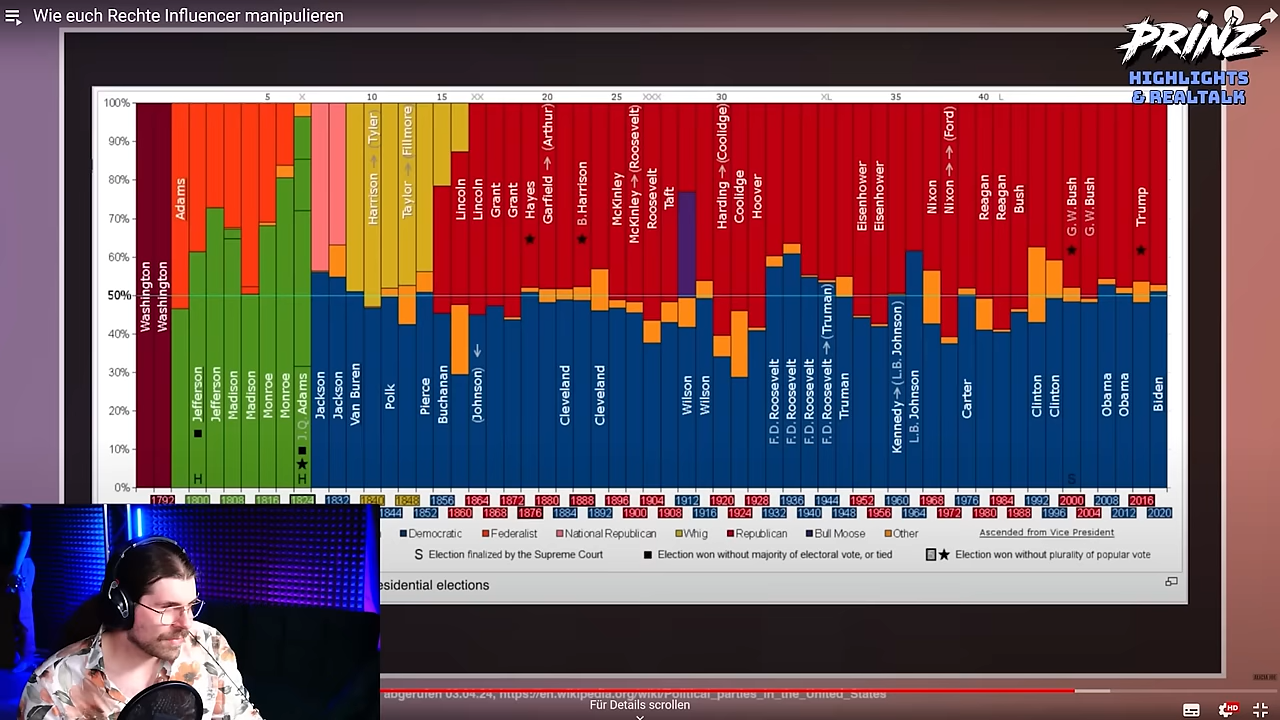 Wie euch Rechte Influencer manipulieren
PRINZ
HIGHLIGHTS
& REALTALK
5 X 10 15 XX 20 25 XXX 30 XL 35 40 L
100%
90%
80%
70%
60%
50%
40%
30%
20%
10%
0%
Washington
Washington
Adams
Jefferson
Jefferson
Madison
Madison
Monroe
Monroe
J.Q. Adams
Jackson
Jackson
Van Buren
Harrison → Tyler
Polk
Taylor → Fillmore
Pierce
Buchanan
Lincoln
Lincoln
→ (Johnson)
Grant
Grant
Hayes
Garfield → (Arthur)
Cleveland
B. Harrison
Cleveland
McKinley
McKinley → (Roosevelt)
Roosevelt
Taft
Wilson
Wilson
Harding → (Coolidge)
Coolidge
Hoover
F. D. Roosevelt
F. D. Roosevelt
F. D. Roosevelt
F. D. Roosevelt → (Truman)
Truman
Eisenhower
Eisenhower
Kennedy → (L.B. Johnson)
L.B. Johnson
Nixon
Nixon → → (Ford)
Carter
Reagan
Reagan
Bush
Clinton
Clinton
G. W. Bush
G. W. Bush
Obama
Obama
Trump
Biden
H H S
1792 1800 1808 1816 1824 1832 1840 1848 1856 1864 1872 1880 1888 1896 1904 1912 1920 1928 1936 1944 1952 1960 1968 1976 1984 1992 2000 2008 2016
1844 1852 1860 1868 1876 1884 1892 1900 1908 1916 1924 1932 1940 1948 1956 1964 1972 1980 1988 1996 2004 2012 2020
Democratic Federalist National Republican Whig Republican Bull Moose Other Ascended from Vice President
S Election finalized by the Supreme Court Election won without majority of electoral vote, or tied Election won without plurality of popular vote
esidential elections
abgerufen 03.04.24, https://en.wikipedia.org/wiki/Political_parties_in_the_United_States
Für Details scrollen
HD